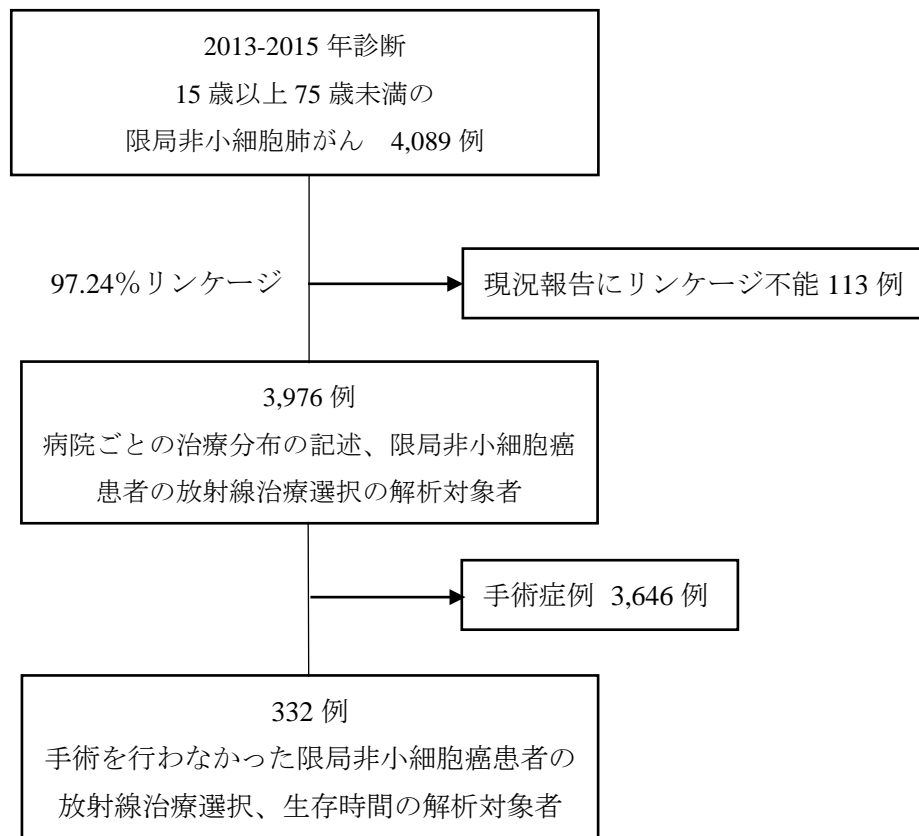 2013-2015 年診断
15 歳以上 75 歳未満の
限局非小細胞肺がん 4,089 例
97.24%リンケージ
現況報告にリンケージ不能 113 例
3,976 例
病院ごとの治療分布の記述、限局非小細胞癌
患者の放射線治療選択の解析対象者
手術症例 3,646 例
332 例
手術を行わなかった限局非小細胞癌患者の
放射線治療選択、生存時間の解析対象者